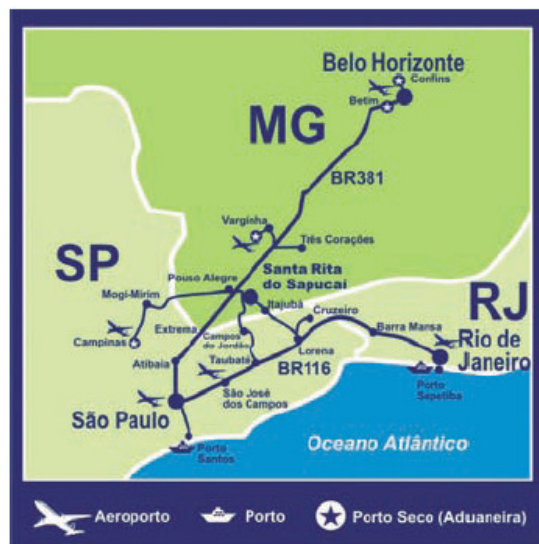 Belo Horizonte
Confins
Betim
MG
BR381
Varginha
Três Corações
SP
Pouso Alegre
Santa Rita
do Sapucaí
Mogi-Mirim
Itajubá
Cruzeiro
RJ
Extrema
Campinas
Campos
do Jordão
Barra Mansa
Rio de
Janeiro
Atibaia
Taubaté
Lorena
BR116
Porto
Sepetiba
São Paulo
São José
dos Campos
Oceano Atlântico
Porto
Santos
Aeroporto
Porto
Porto Seco (Aduaneira)